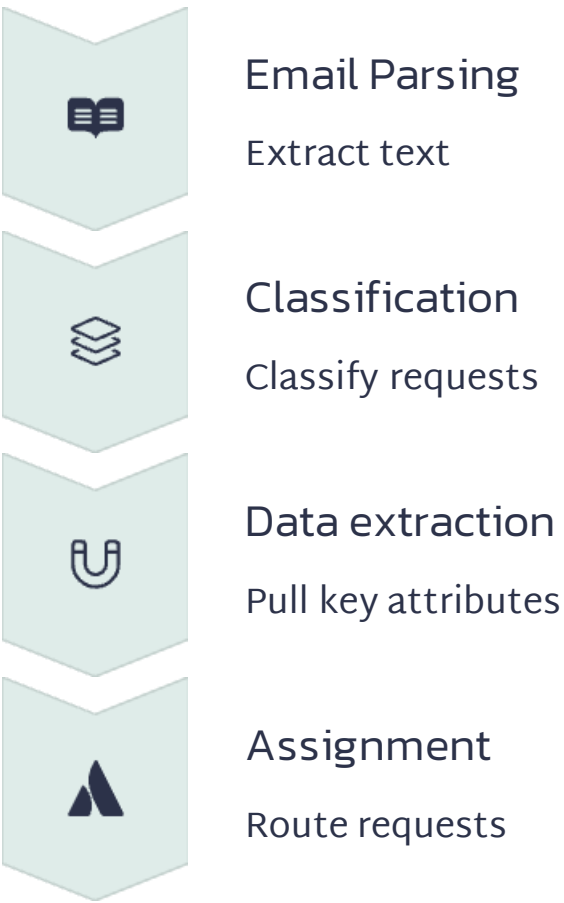 Email Parsing
Extract text
Classification
Classify requests
Data extraction
Pull key attributes
Assignment
Route requests